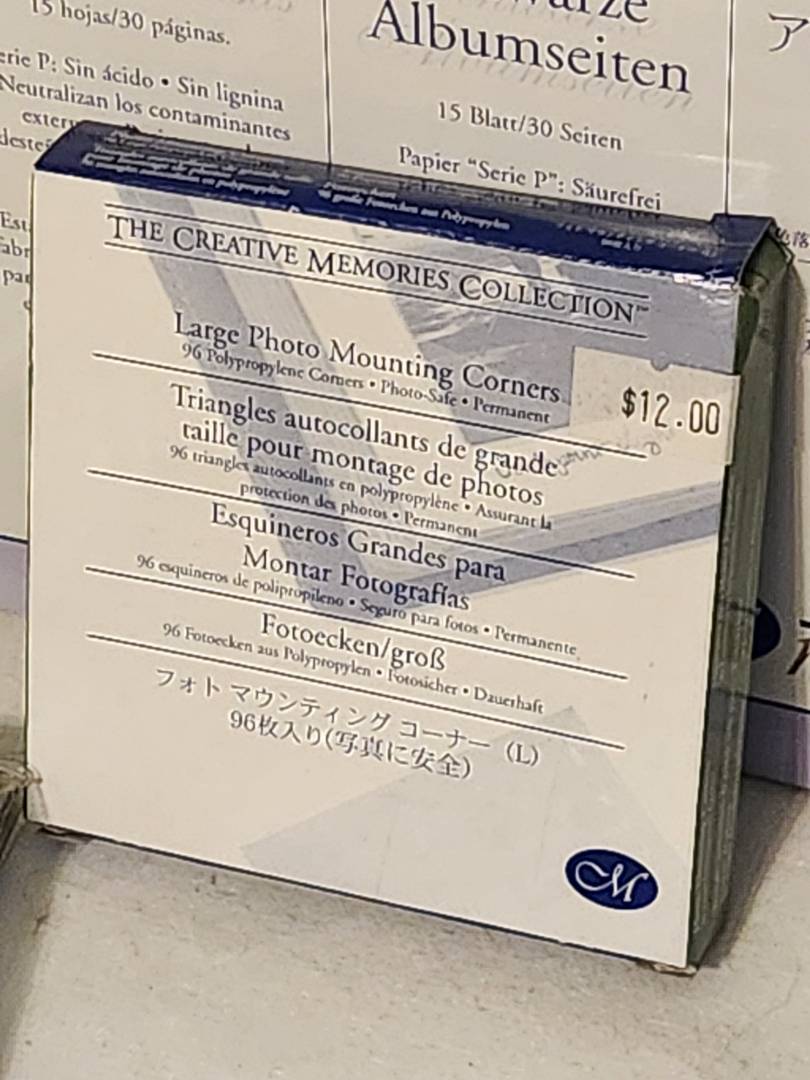 15 hojas/30 páginas.
Sin ácido • Sin lignina
Neutralizan los contaminantes
Albumseiten
15 Blatt/30 Seiten
Papier "Serie P": Säurefrei
ア
THE CREATIVE MEMORIES COLLECTION™
Large Photo Mounting Corners
96 Polypropylene Corners • Photo-Safe • Permanent
$12.00
Triangles autocollants de grande
taille pour montage de photos
96 triangles autocollants en polypropylène • Assurant la
protection des photos • Permanent
Esquineros Grandes para
Montar Fotografías
96 esquineros de polipropileno • Seguro para fotos • Permanente
Fotoecken/groß
96 Fotoecken aus Polypropylen • Fotosicher • Dauerhaft
フォト マウンティング コーナー (L)
96枚入り(写真に安全)
CM